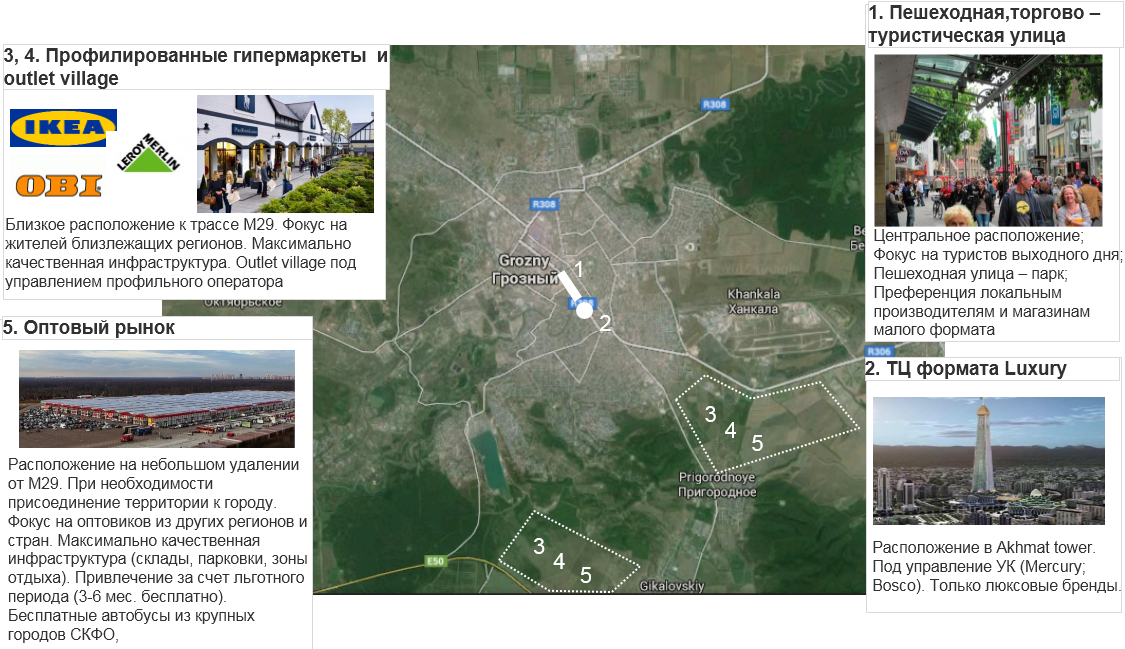 3, 4. Профилированные гипермаркеты и
outlet village
IKEA
LEROY MERLIN
OBI
Близкое расположение к трассе М29. Фокус на
жителей близлежащих регионов. Максимально
качественная инфраструктура. Outlet village под
управлением профильного оператора
5. Оптовый рынок
Расположение на небольшом удалении
от М29. При необходимости
присоединение территории к городу.
Фокус на оптовиков из других регионов и
стран. Максимально качественная
инфраструктура (склады, парковки, зоны
отдыха). Привлечение за счет льготного
периода (3-6 мес. бесплатно).
Бесплатные автобусы из крупных
городов СКФО,
R308
R308
Grozny
Грозный
1
2
Khankala
Ханкала
Октябрьское
R306
3
4
5
Prigorodnoye
Пригородное
3
4
5
E50
Gikalovskiy
1. Пешеходная,торгово –
туристическая улица
Центральное расположение;
Фокус на туристов выходного дня;
Пешеходная улица – парк;
Преференция локальным
производителям и магазинам
малого формата
2. ТЦ формата Luxury
Расположение в Akhmat tower.
Под управление УК (Mercury;
Bosco). Только люксовые бренды.